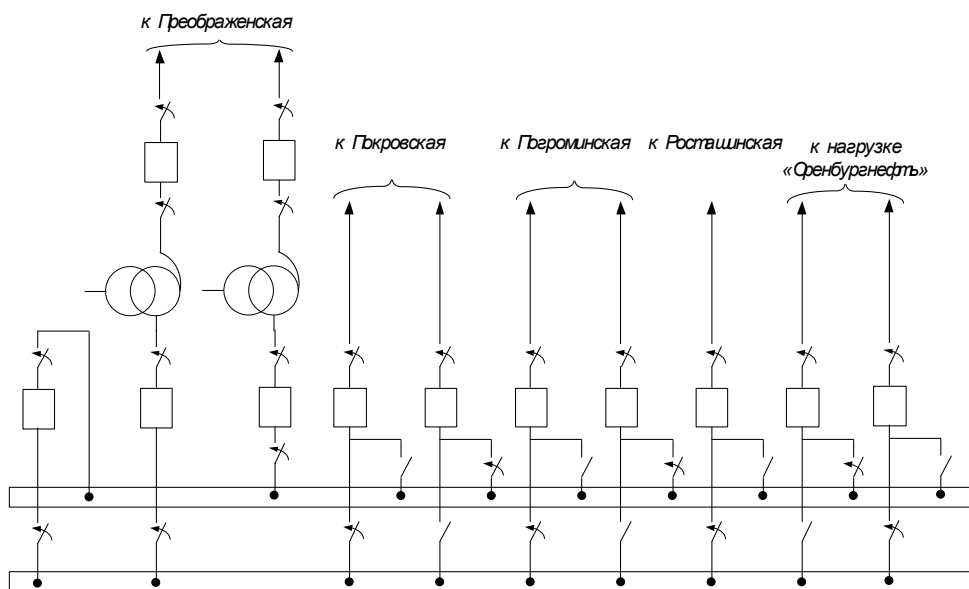 к Преображенская
к Покровская
к Погроминская
к Росташинская
к нагрузке
«Оренбургнефть»